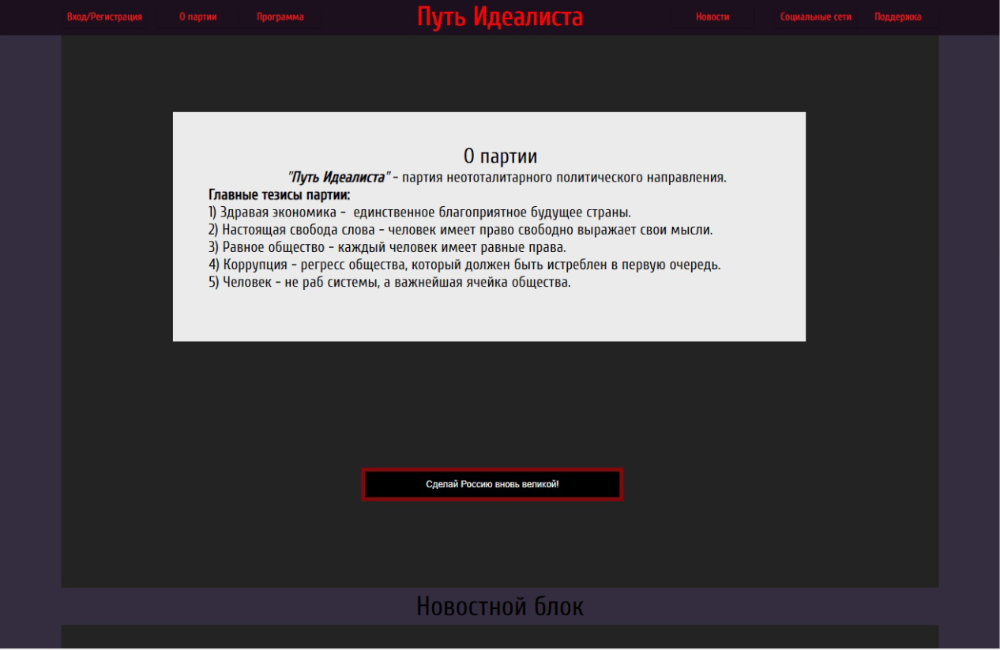 Вход/Регистрация О партии Программа Путь Идеалиста Новости Социальные сети Поддержка
О партии
"Путь Идеалиста" - партия неототалитарного политического направления.
Главные тезисы партии:
1) Здравая экономика - единственное благоприятное будущее страны.
2) Настоящая свобода слова - человек имеет право свободно выражает свои мысли.
3) Равное общество - каждый человек имеет равные права.
4) Коррупция - регресс общества, который должен быть истреблен в первую очередь.
5) Человек - не раб системы, а важнейшая ячейка общества.
Сделай Россию вновь великой!
Новостной блок